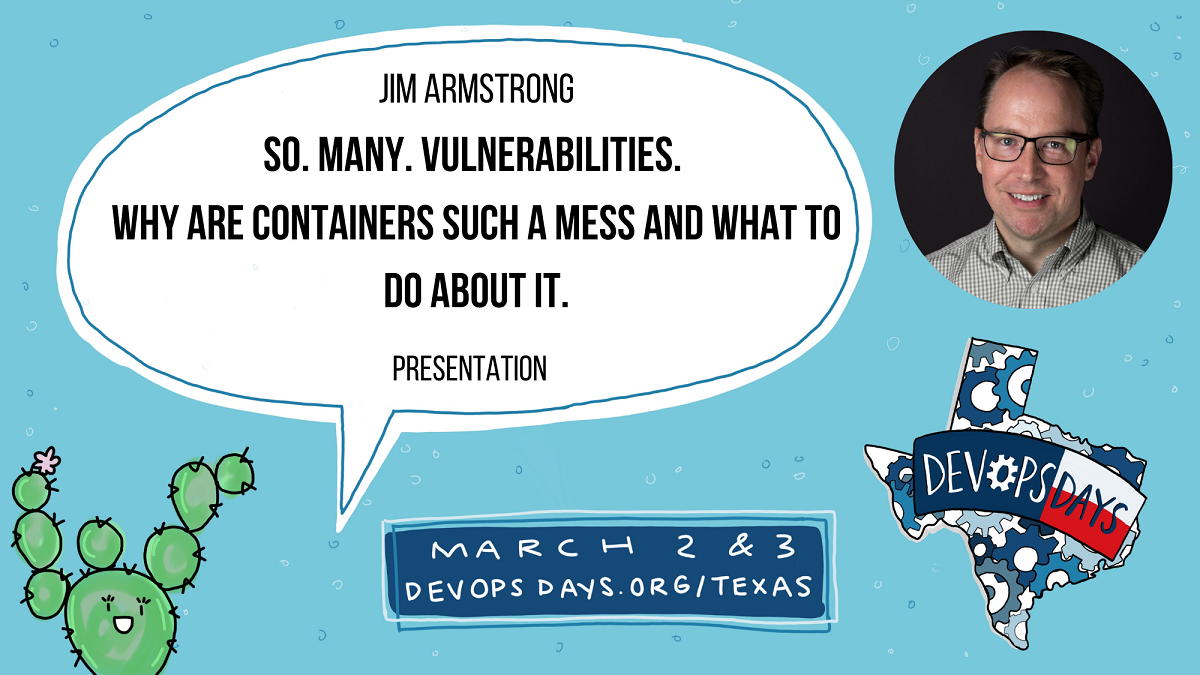 JIM ARMSTRONG
SO. MANY. VULNERABILITIES.
WHY ARE CONTAINERS SUCH A MESS AND WHAT TO
DO ABOUT IT.
PRESENTATION
DEVOPS DAYS
MARCH 2 & 3
DEVOPS DAYS.ORG/TEXAS